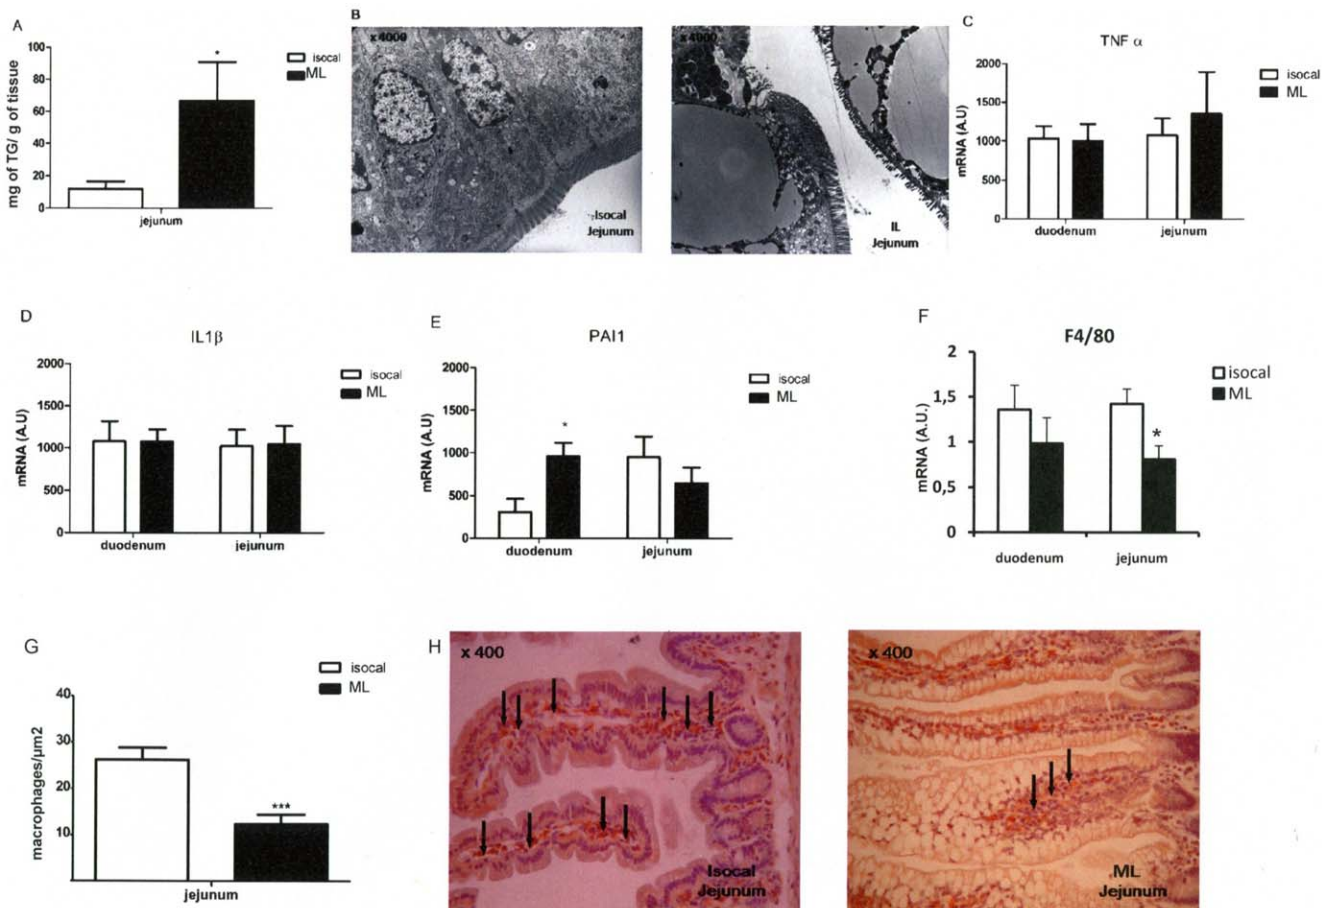 A
mg of TG/ g of tissue
100
80
60
40
20
0
*
jejunum
isocal
ML
B
x 4000
Isocal
Jejunum
x 4000
IL
Jejunum
C
TNF α
mRNA (A.U)
2000
1500
1000
500
0
duodenum
jejunum
isocal
ML
D
IL1β
mRNA (A.U)
2000
1500
1000
500
0
duodenum
jejunum
isocal
ML
E
PAI1
mRNA (A.U)
2000
1500
1000
500
0
*
duodenum
jejunum
isocal
ML
F
F4/80
mRNA (A.U.)
2
1,5
1
0,5
0
*
duodenum
jejunum
isocal
ML
G
macrophages/µm2
40
30
20
10
***
jejunum
isocal
ML
H
x 400
Isocal
Jejunum
x 400
ML
Jejunum